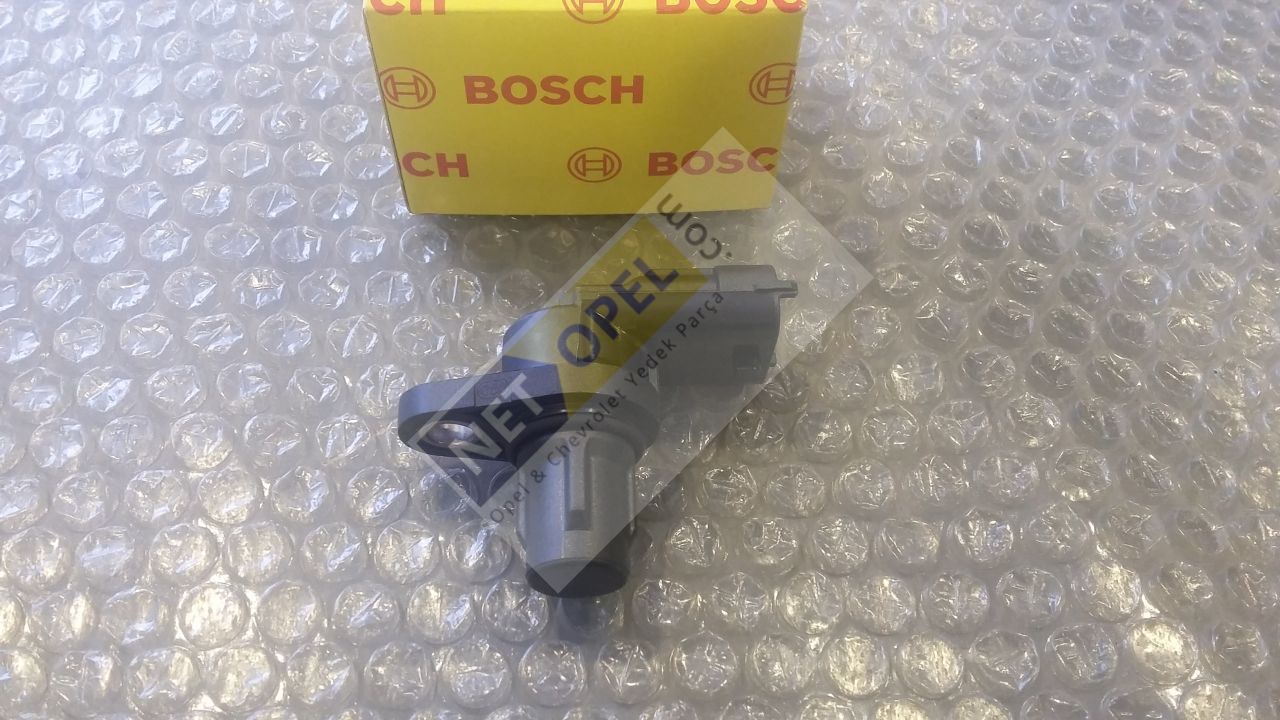 CH BOSCH
BOSCH
CH BOSC
NET OPEL .com
Opel & Chevrolet Yedek Parça